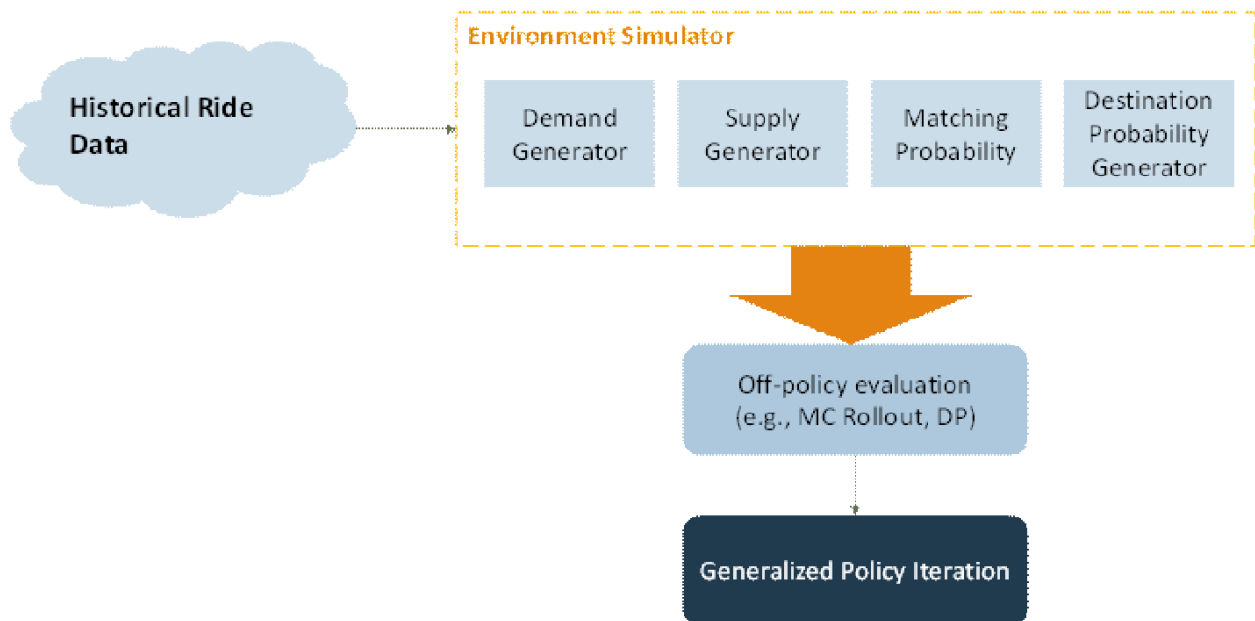 Environment Simulator
Historical Ride
Data
Demand
Generator
Supply
Generator
Matching
Probability
Destination
Probability
Generator
Off-policy evaluation
(e.g., MC Rollout, DP)
Generalized Policy Iteration